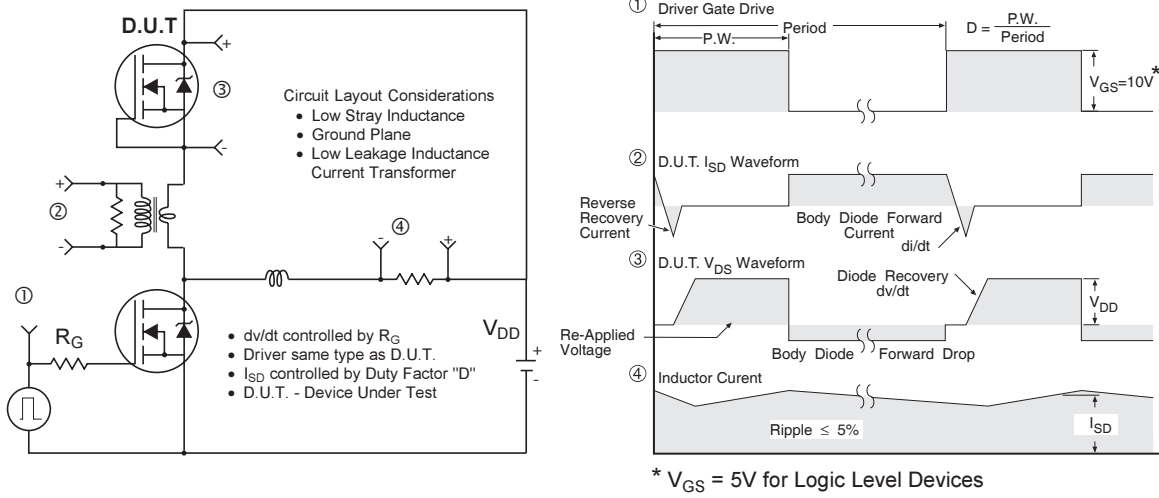 D.U.T
+
③
-
Circuit Layout Considerations
• Low Stray Inductance
• Ground Plane
• Low Leakage Inductance
Current Transformer
+
②
-
④
- +
①
R_G
V_DD
+
-
• dv/dt controlled by R_G
• Driver same type as D.U.T.
• I_SD controlled by Duty Factor "D"
• D.U.T. - Device Under Test
① Driver Gate Drive
P.W.
Period
D = P.W. / Period
V_GS=10V *
② D.U.T. I_SD Waveform
Reverse
Recovery
Current
Body Diode Forward
Current
di/dt
③ D.U.T. V_DS Waveform
Diode Recovery
dv/dt
V_DD
Re-Applied
Voltage
Body Diode Forward Drop
④ Inductor Curent
Ripple ≤ 5%
I_SD
* V_GS = 5V for Logic Level Devices